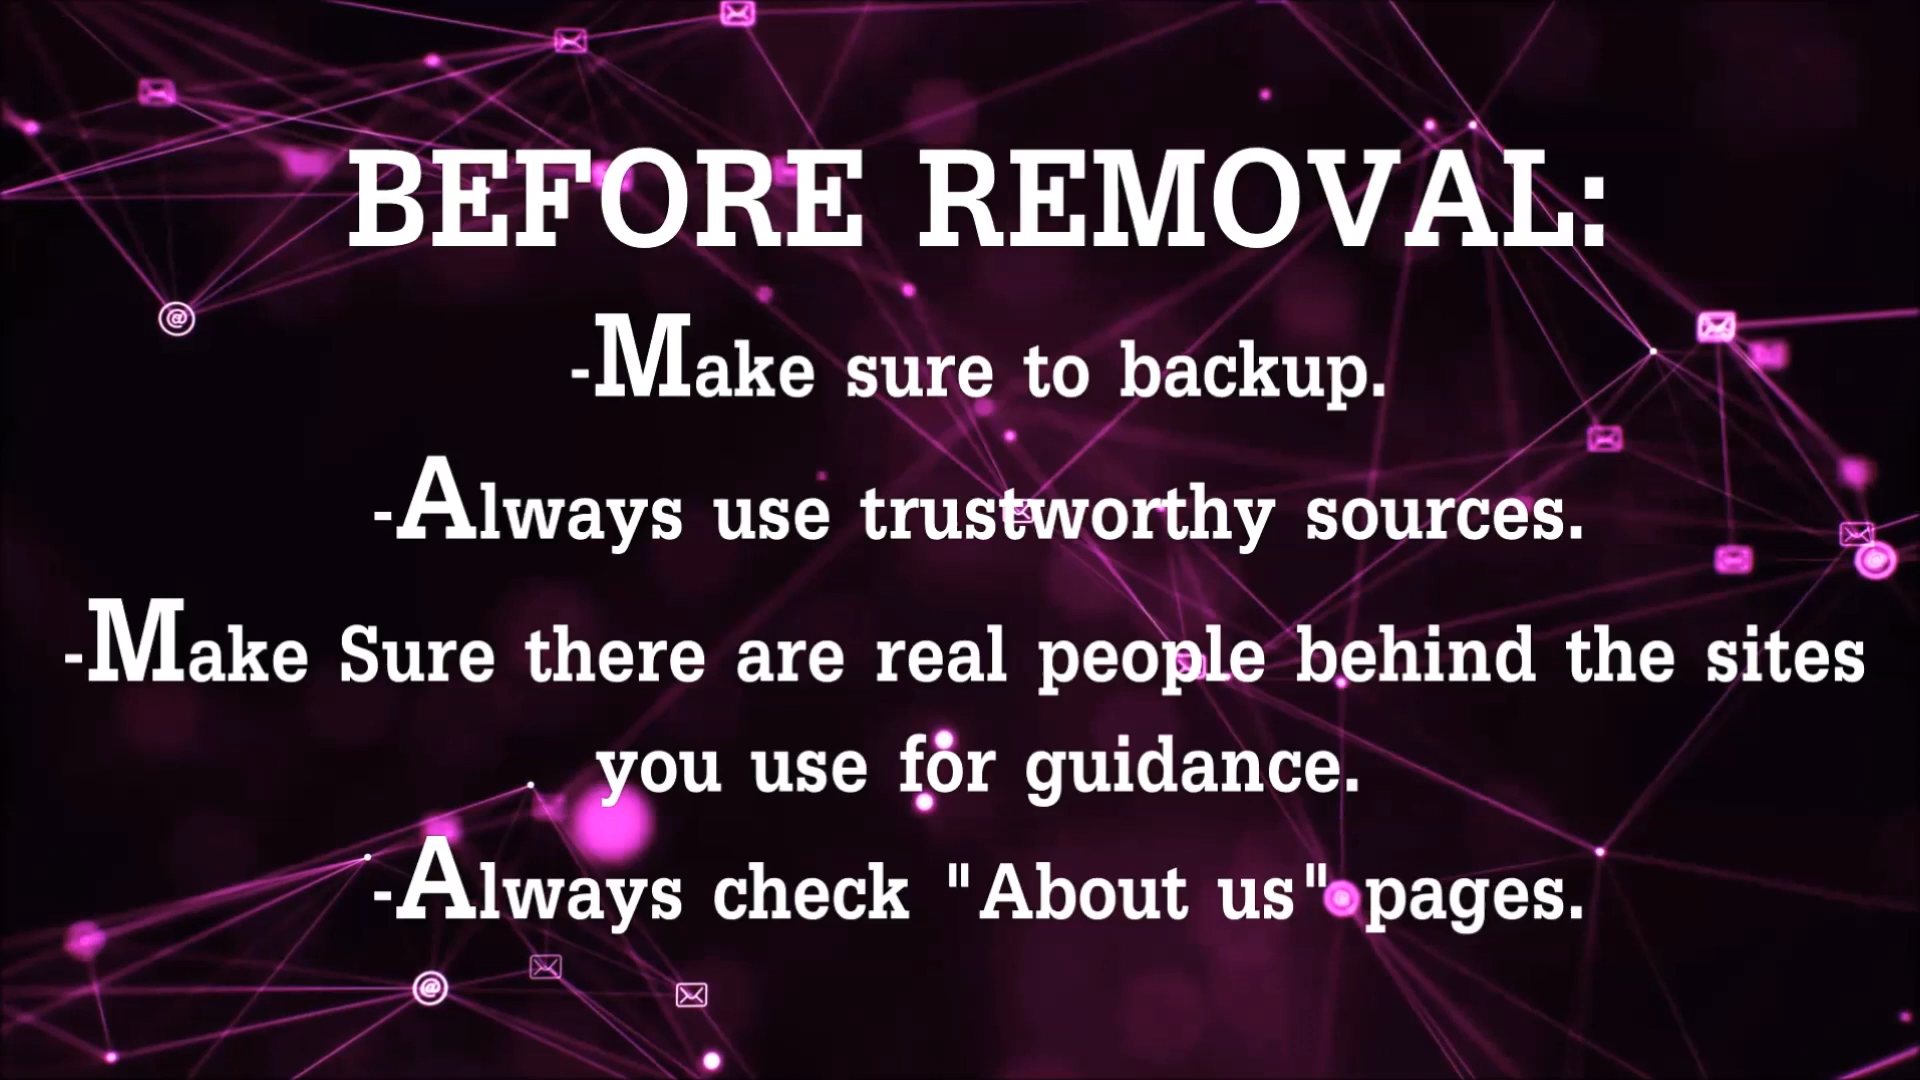 BEFORE REMOVAL:
-Make sure to backup.
-Always use trustworthy sources.
-Make Sure there are real people behind the sites
you use for guidance.
-Always check "About us" pages.